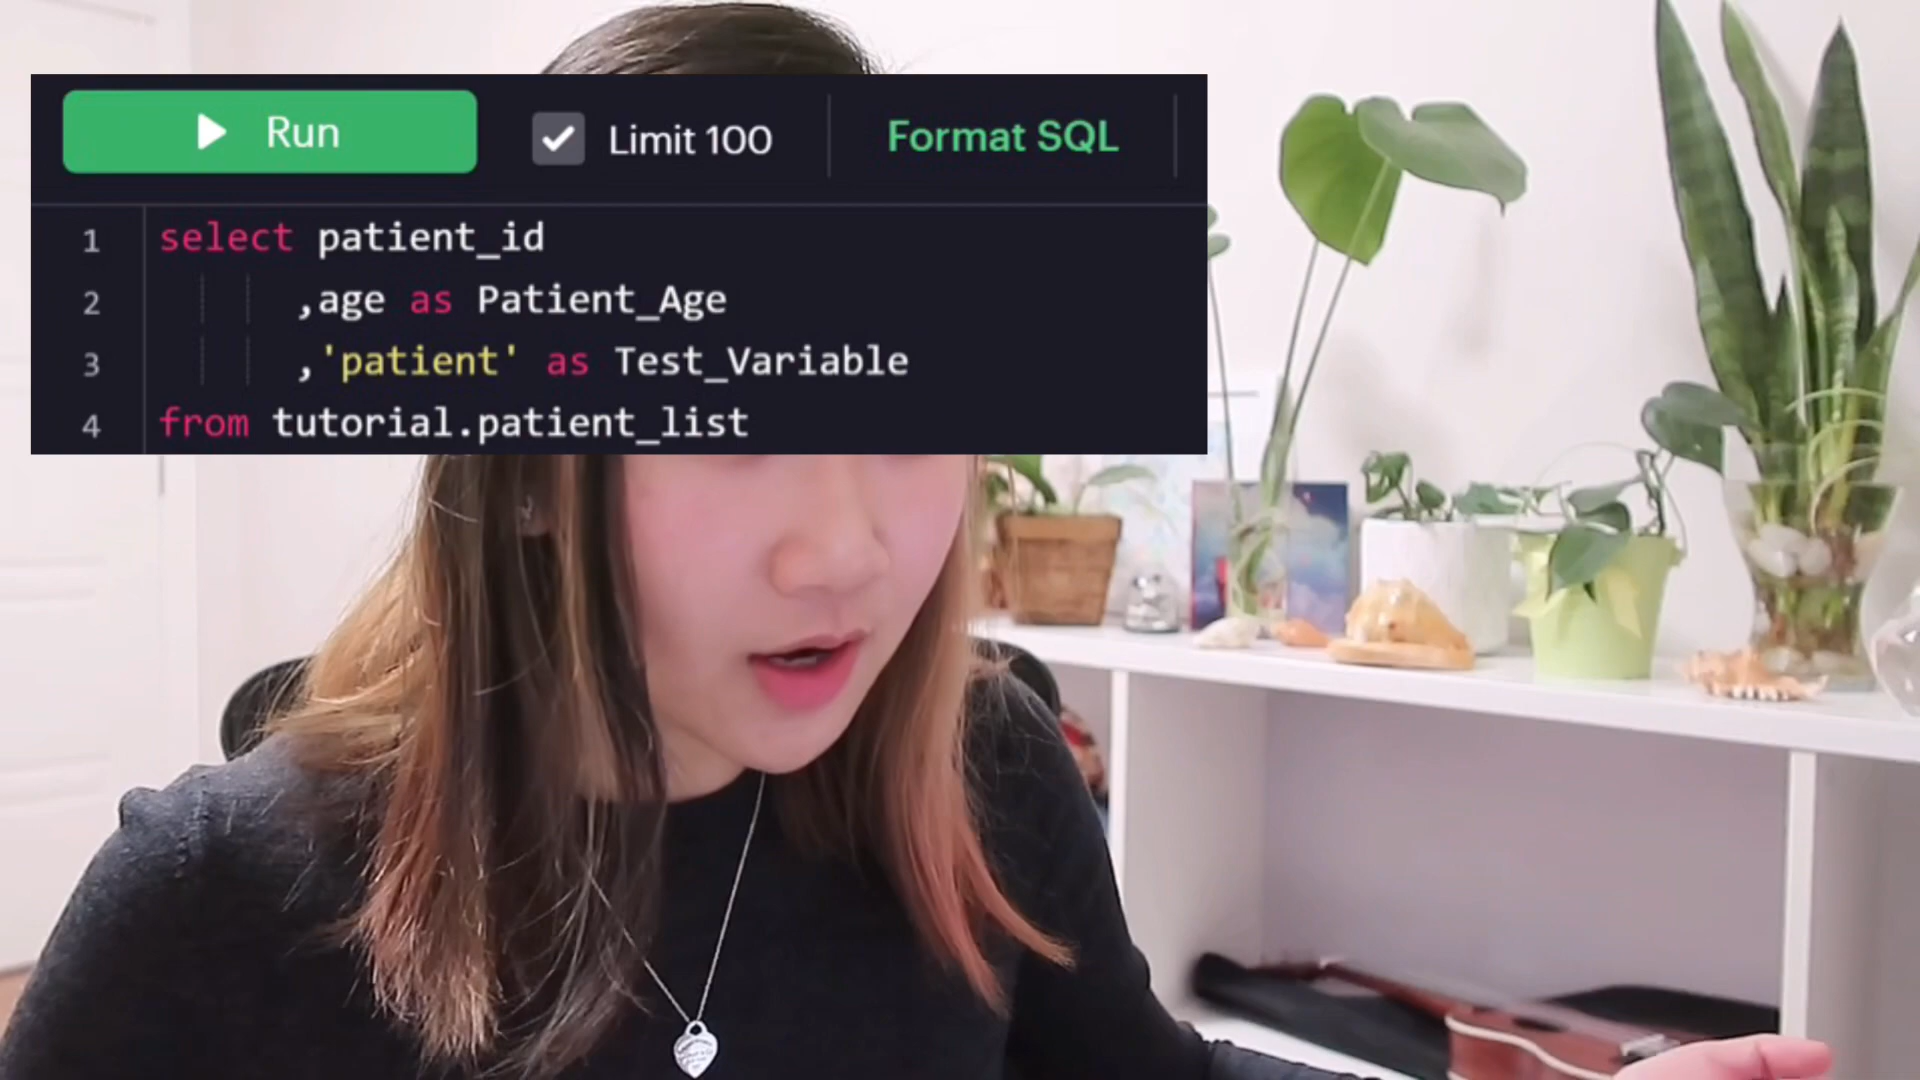 Run
Limit 100
Format SQL
1 select patient_id
2 ,age as Patient_Age
3 ,'patient' as Test_Variable
4 from tutorial.patient_list